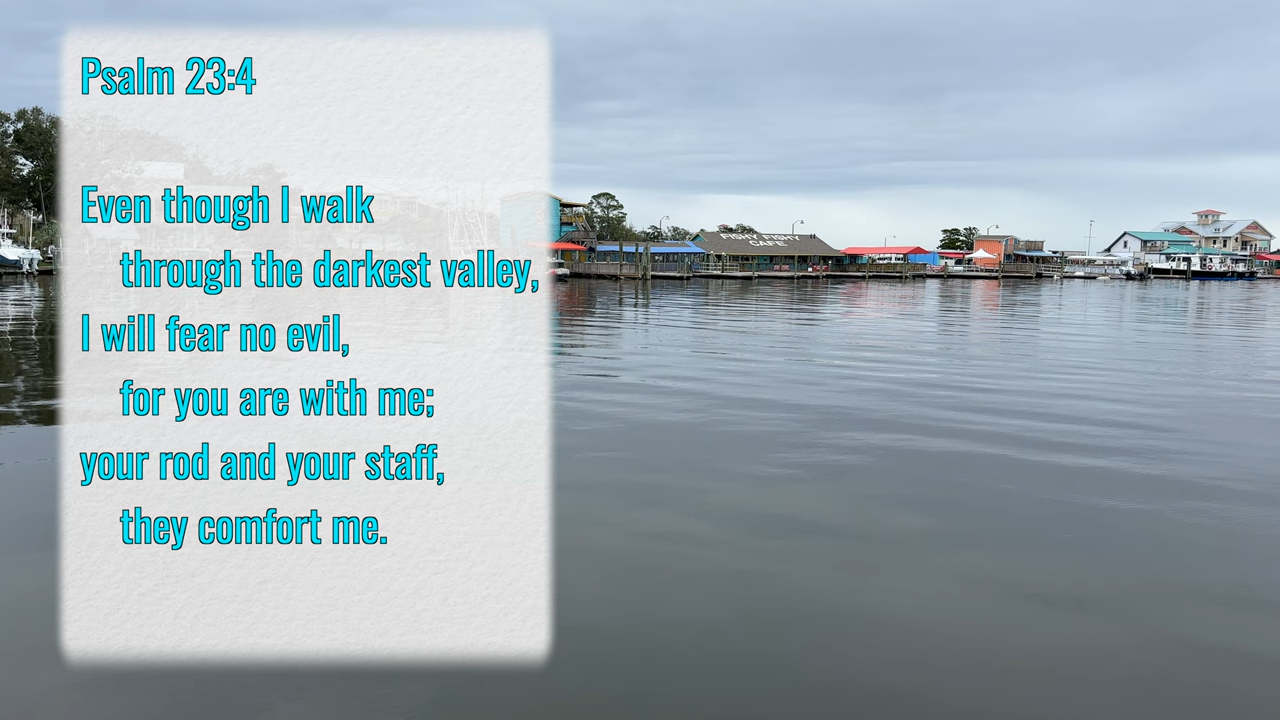 Psalm 23:4
Even though I walk
through the darkest valley,
I will fear no evil,
for you are with me;
your rod and your staff,
they comfort me.
CAFE